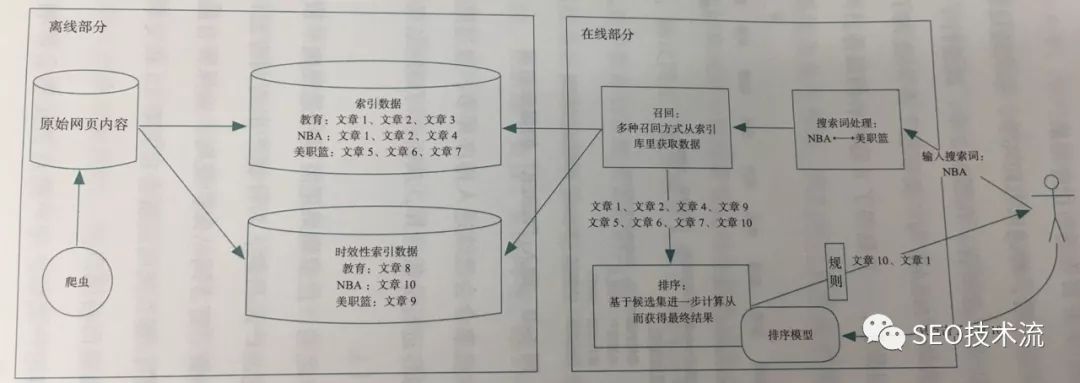 离线部分
原始网页内容
爬虫
索引数据
教育：文章 1、文章 2、文章 3
NBA：文章 1、文章 2、文章 4
美职篮：文章 5、文章 6、文章 7
时效性索引数据
教育：文章 8
NBA：文章 10
美职篮：文章 9
在线部分
召回：
多种召回方式从索引
库里获取数据
搜索词处理：
NBA⟷美职篮
输入搜索词：
NBA
文章 1、文章 2、文章 4、文章 9
文章 5、文章 6、文章 7、文章 10
排序：
基于候选集进一步计算从
而获得最终结果
排序模型
规
则
文章 10、文章 1
SEO技术流